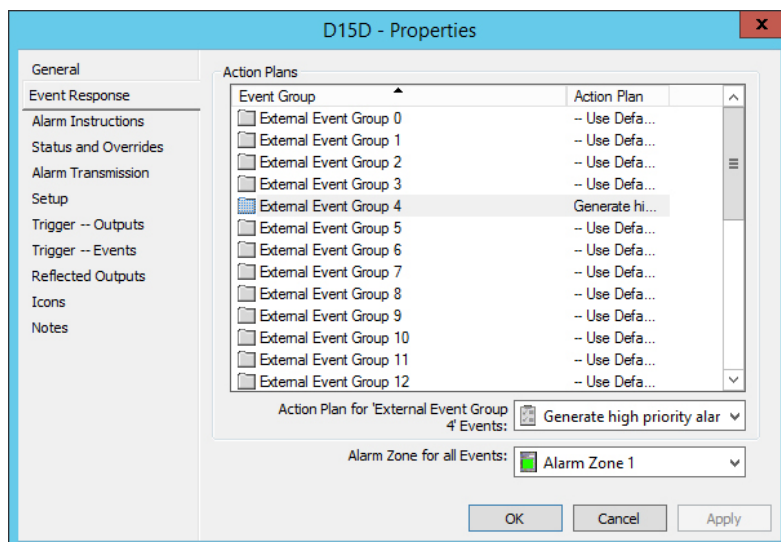 D15D - Properties
x
General
Event Response
Alarm Instructions
Status and Overrides
Alarm Transmission
Setup
Trigger -- Outputs
Trigger -- Events
Reflected Outputs
Icons
Notes
Action Plans
Event Group Action Plan
External Event Group 0 -- Use Defa...
External Event Group 1 -- Use Defa...
External Event Group 2 -- Use Defa...
External Event Group 3 -- Use Defa...
External Event Group 4 Generate hi...
External Event Group 5 -- Use Defa...
External Event Group 6 -- Use Defa...
External Event Group 7 -- Use Defa...
External Event Group 8 -- Use Defa...
External Event Group 9 -- Use Defa...
External Event Group 10 -- Use Defa...
External Event Group 11 -- Use Defa...
External Event Group 12 -- Use Defa...
Action Plan for 'External Event Group
4' Events: Generate high priority alar
Alarm Zone for all Events: Alarm Zone 1
OK Cancel Apply